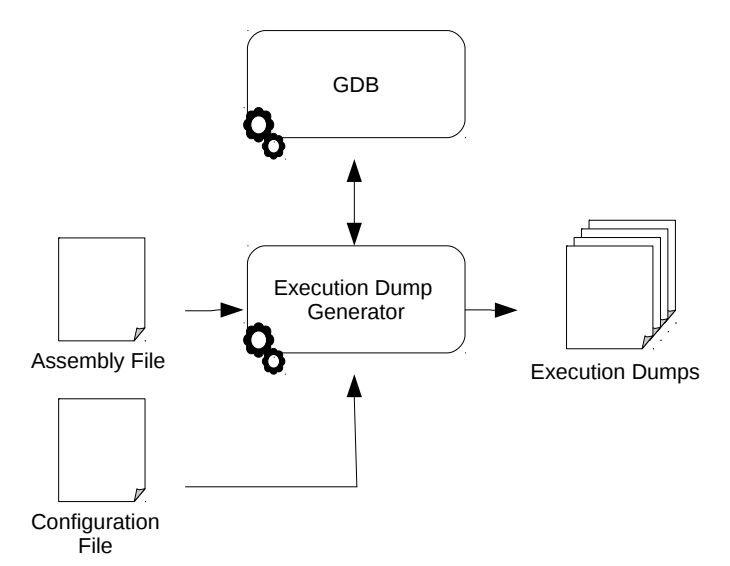 GDB
Execution Dump
Generator
Assembly File
Execution Dumps
Configuration
File